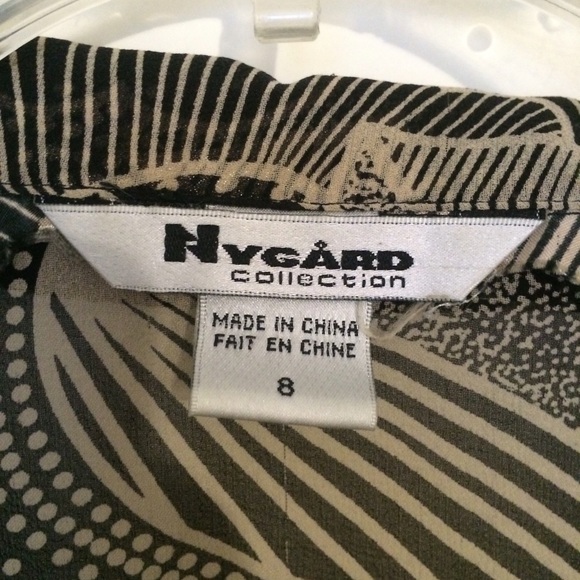 NYGÅRD
collection
MADE IN CHINA
FAIT EN CHINE
8